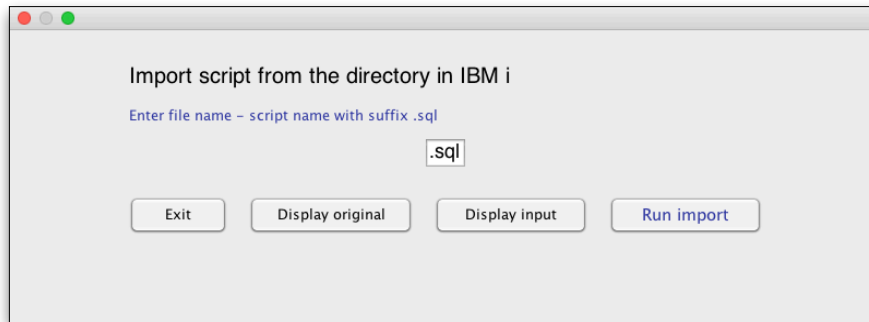 Import script from the directory in IBM i
Enter file name – script name with suffix .sql
.sql
Exit Display original Display input Run import